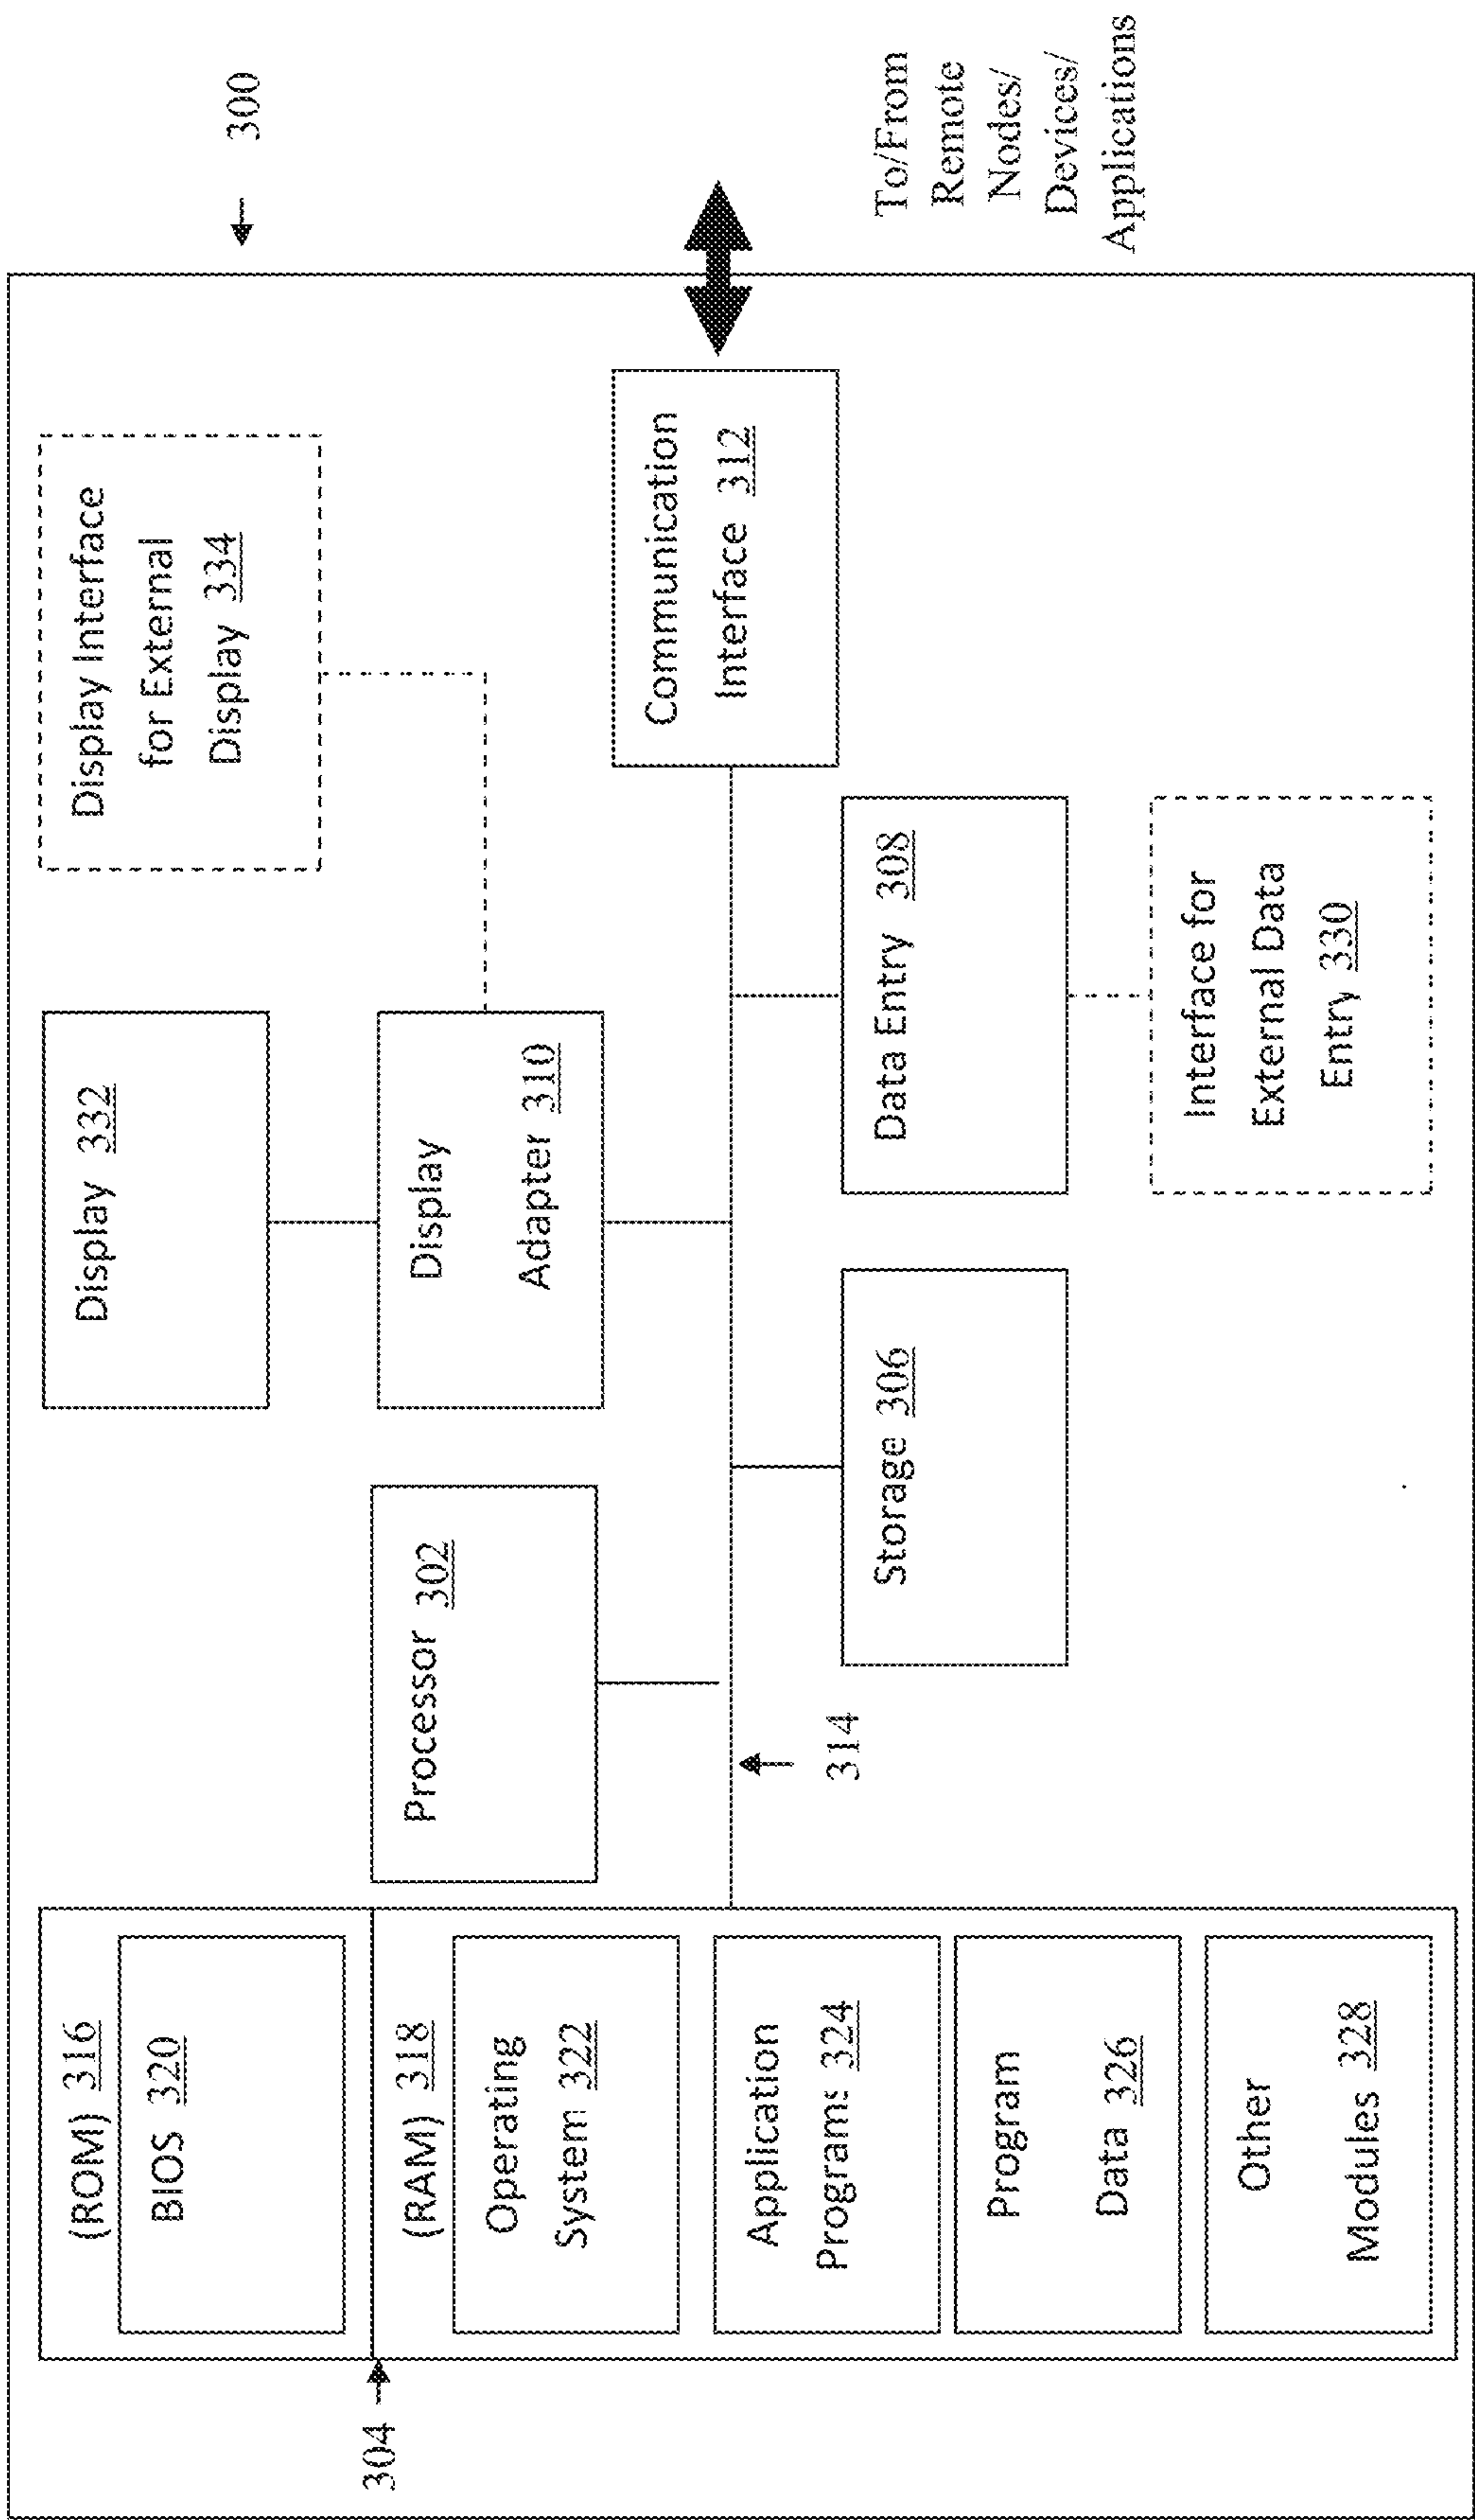 300
(ROM) 316
BIOS 320
304
(RAM) 318
Operating
System 322
Application
Programs 324
Program
Data 326
Other
Modules 328
Processor 302
314
Display 332
Display
Adapter 310
Storage 306
Display Interface
for External
Display 334
Data Entry 308
Interface for
External Data
Entry 330
Communication
Interface 312
To/From
Remote
Nodes/
Devices/
Applications